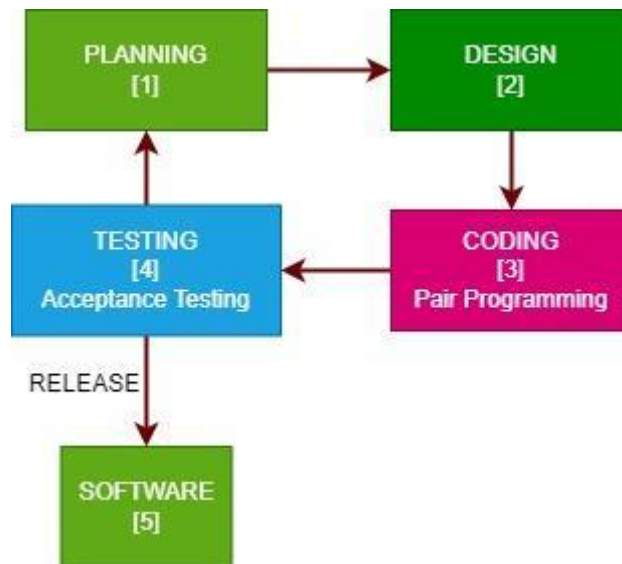 PLANNING
[1]
DESIGN
[2]
TESTING
[4]
Acceptance Testing
CODING
[3]
Pair Programming
RELEASE
SOFTWARE
[5]